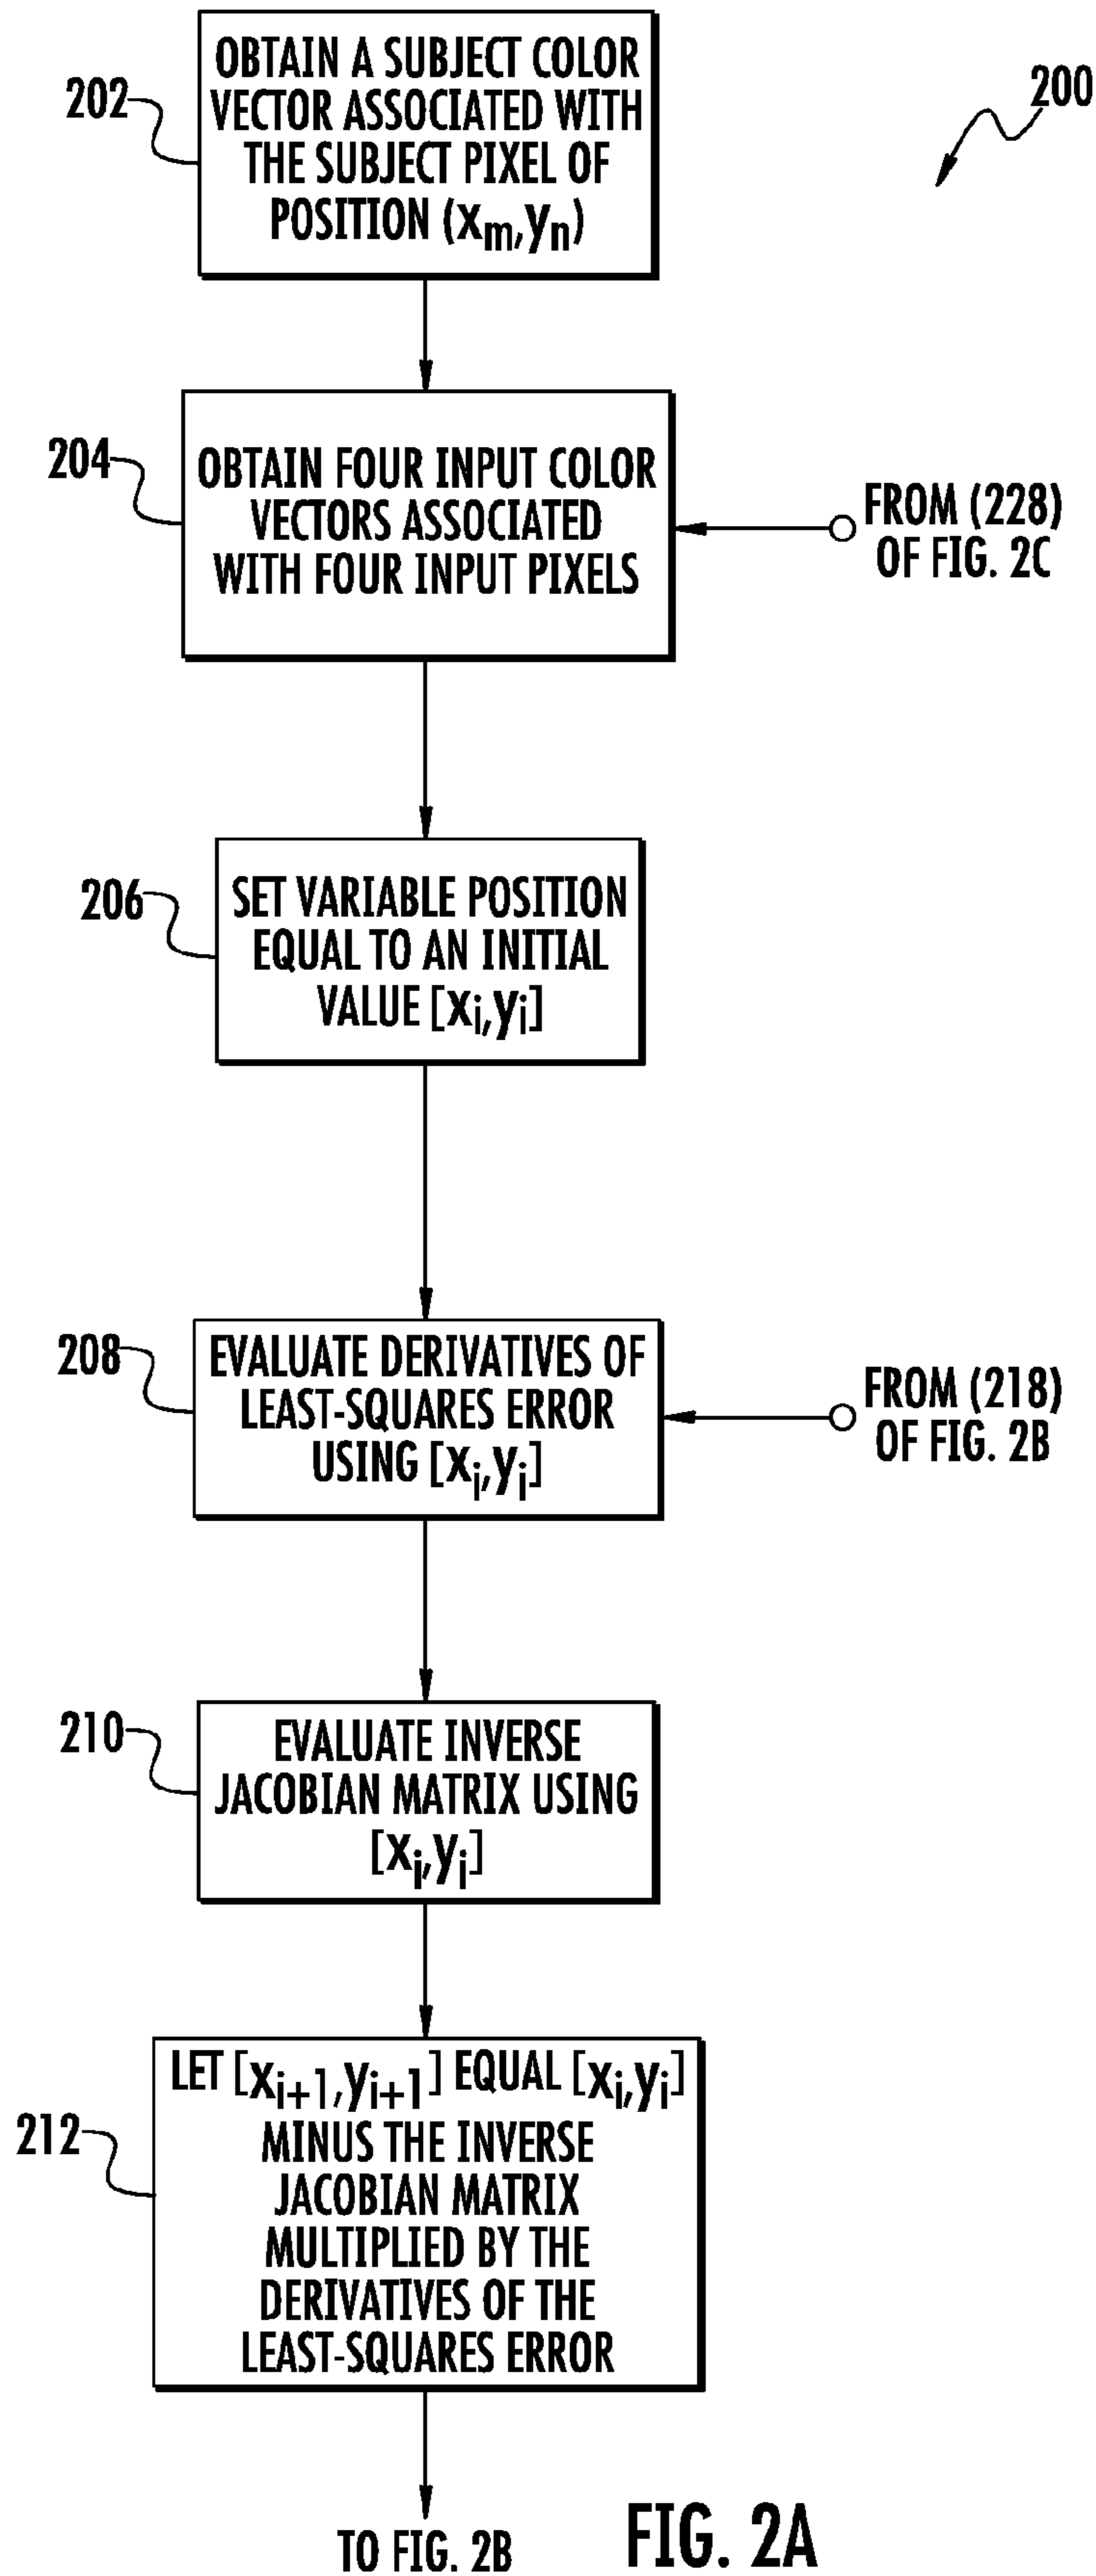 200
202
OBTAIN A SUBJECT COLOR
VECTOR ASSOCIATED WITH
THE SUBJECT PIXEL OF
POSITION (xm,yn)
204
OBTAIN FOUR INPUT COLOR
VECTORS ASSOCIATED
WITH FOUR INPUT PIXELS
FROM (228)
OF FIG. 2C
206
SET VARIABLE POSITION
EQUAL TO AN INITIAL
VALUE [xi,yi]
208
EVALUATE DERIVATIVES OF
LEAST-SQUARES ERROR
USING [xi,yi]
FROM (218)
OF FIG. 2B
210
EVALUATE INVERSE
JACOBIAN MATRIX USING
[xi,yi]
212
LET [xi+1,yi+1] EQUAL [xi,yi]
MINUS THE INVERSE
JACOBIAN MATRIX
MULTIPLIED BY THE
DERIVATIVES OF THE
LEAST-SQUARES ERROR
TO FIG. 2B
FIG. 2A